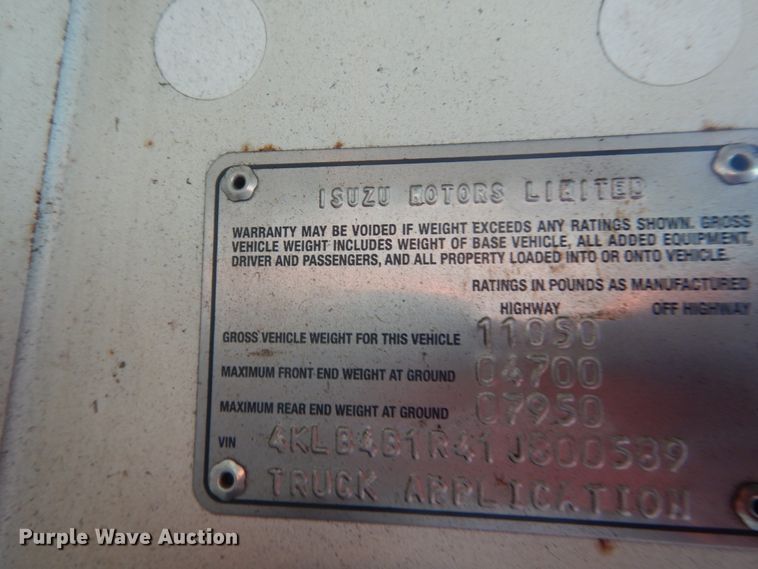 ISUZU MOTORS LIMITED
WARRANTY MAY BE VOIDED IF WEIGHT EXCEEDS ANY RATINGS SHOWN. GROSS
VEHICLE WEIGHT INCLUDES WEIGHT OF BASE VEHICLE, ALL ADDED EQUIPMENT,
DRIVER AND PASSENGERS, AND ALL PROPERTY LOADED INTO OR ONTO VEHICLE.
RATINGS IN POUNDS AS MANUFACTURED
HIGHWAY OFF HIGHWAY
GROSS VEHICLE WEIGHT FOR THIS VEHICLE 11050
MAXIMUM FRONT END WEIGHT AT GROUND 04700
MAXIMUM REAR END WEIGHT AT GROUND 07950
VIN 4KLB4B1R41J800589
TRUCK APPLICATION
Purple Wave Auction